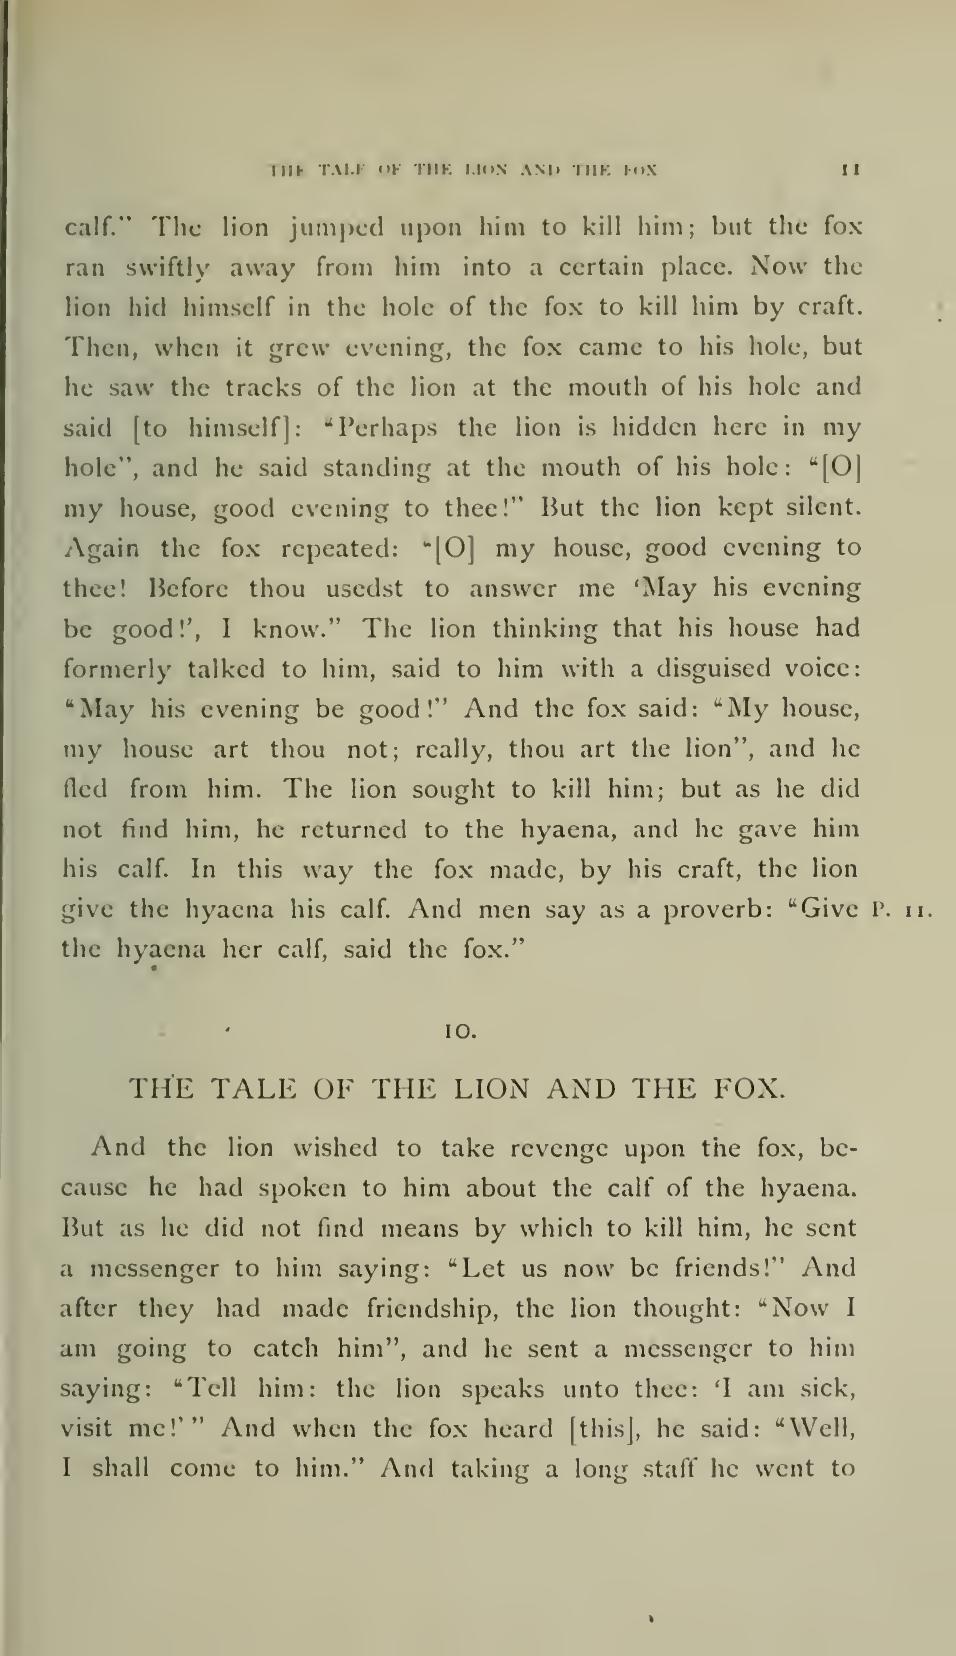 THE TALE OF THE LION AND THE FOX 11
calf.” The lion jumped upon him to kill him; but the fox
ran swiftly away from him into a certain place. Now the
lion hid himself in the hole of the fox to kill him by craft.
Then, when it grew evening, the fox came to his hole, but
he saw the tracks of the lion at the mouth of his hole and
said [to himself]: “Perhaps the lion is hidden here in my
hole”, and he said standing at the mouth of his hole: “[O]
my house, good evening to thee!” But the lion kept silent.
Again the fox repeated: “[O] my house, good evening to
thee! Before thou usedst to answer me ‘May his evening
be good!’, I know.” The lion thinking that his house had
formerly talked to him, said to him with a disguised voice:
“May his evening be good!” And the fox said: “My house,
my house art thou not; really, thou art the lion”, and he
fled from him. The lion sought to kill him; but as he did
not find him, he returned to the hyaena, and he gave him
his calf. In this way the fox made, by his craft, the lion
give the hyaena his calf. And men say as a proverb: “Give P. 11.
the hyaena her calf, said the fox.”
10.
THE TALE OF THE LION AND THE FOX.
And the lion wished to take revenge upon the fox, be-
cause he had spoken to him about the calf of the hyaena.
But as he did not find means by which to kill him, he sent
a messenger to him saying: “Let us now be friends!” And
after they had made friendship, the lion thought: “Now I
am going to catch him”, and he sent a messenger to him
saying: “Tell him: the lion speaks unto thee: ‘I am sick,
visit me!’” And when the fox heard [this], he said: “Well,
I shall come to him.” And taking a long staff he went to